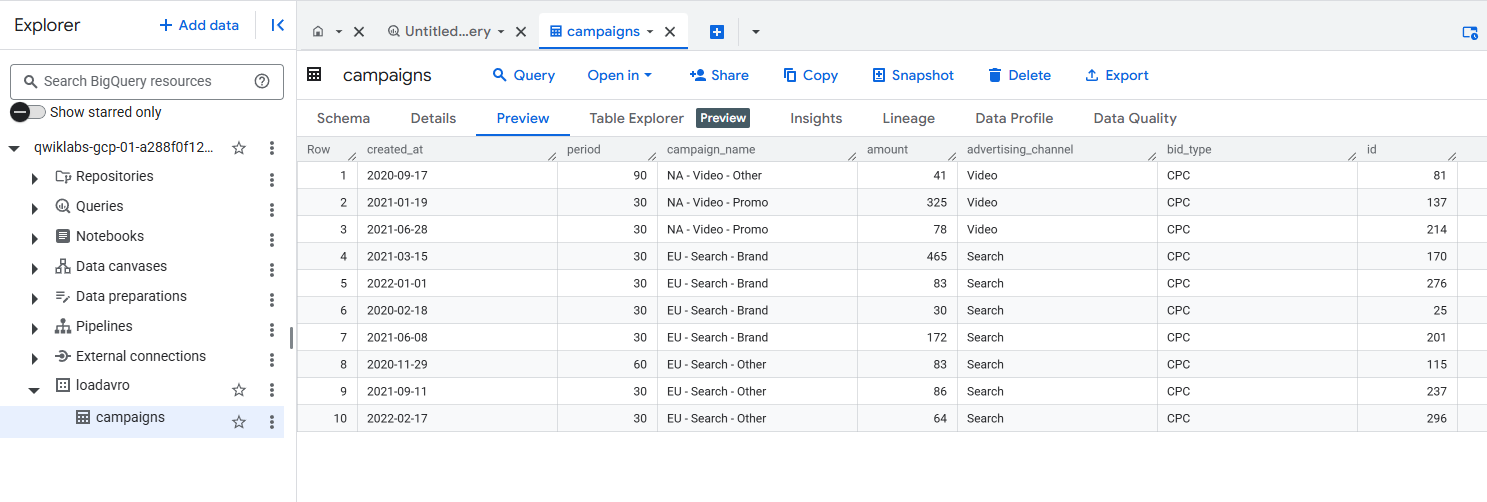 Explorer
+ Add data
Search BigQuery resources
Show starred only
qwiklabs-gcp-01-a288f0f12...
Repositories
Queries
Notebooks
Data canvases
Data preparations
Pipelines
External connections
loadavro
campaigns
Untitled...ery campaigns
campaigns Query Open in Share Copy Snapshot Delete Export
Schema Details Preview Table Explorer Preview Insights Lineage Data Profile Data Quality
Row created_at period campaign_name amount advertising_channel bid_type id
1 2020-09-17 90 NA - Video - Other 41 Video CPC 81
2 2021-01-19 30 NA - Video - Promo 325 Video CPC 137
3 2021-06-28 30 NA - Video - Promo 78 Video CPC 214
4 2021-03-15 30 EU - Search - Brand 465 Search CPC 170
5 2022-01-01 30 EU - Search - Brand 83 Search CPC 276
6 2020-02-18 30 EU - Search - Brand 30 Search CPC 25
7 2021-06-08 30 EU - Search - Brand 172 Search CPC 201
8 2020-11-29 60 EU - Search - Other 83 Search CPC 115
9 2021-09-11 30 EU - Search - Other 86 Search CPC 237
10 2022-02-17 30 EU - Search - Other 64 Search CPC 296